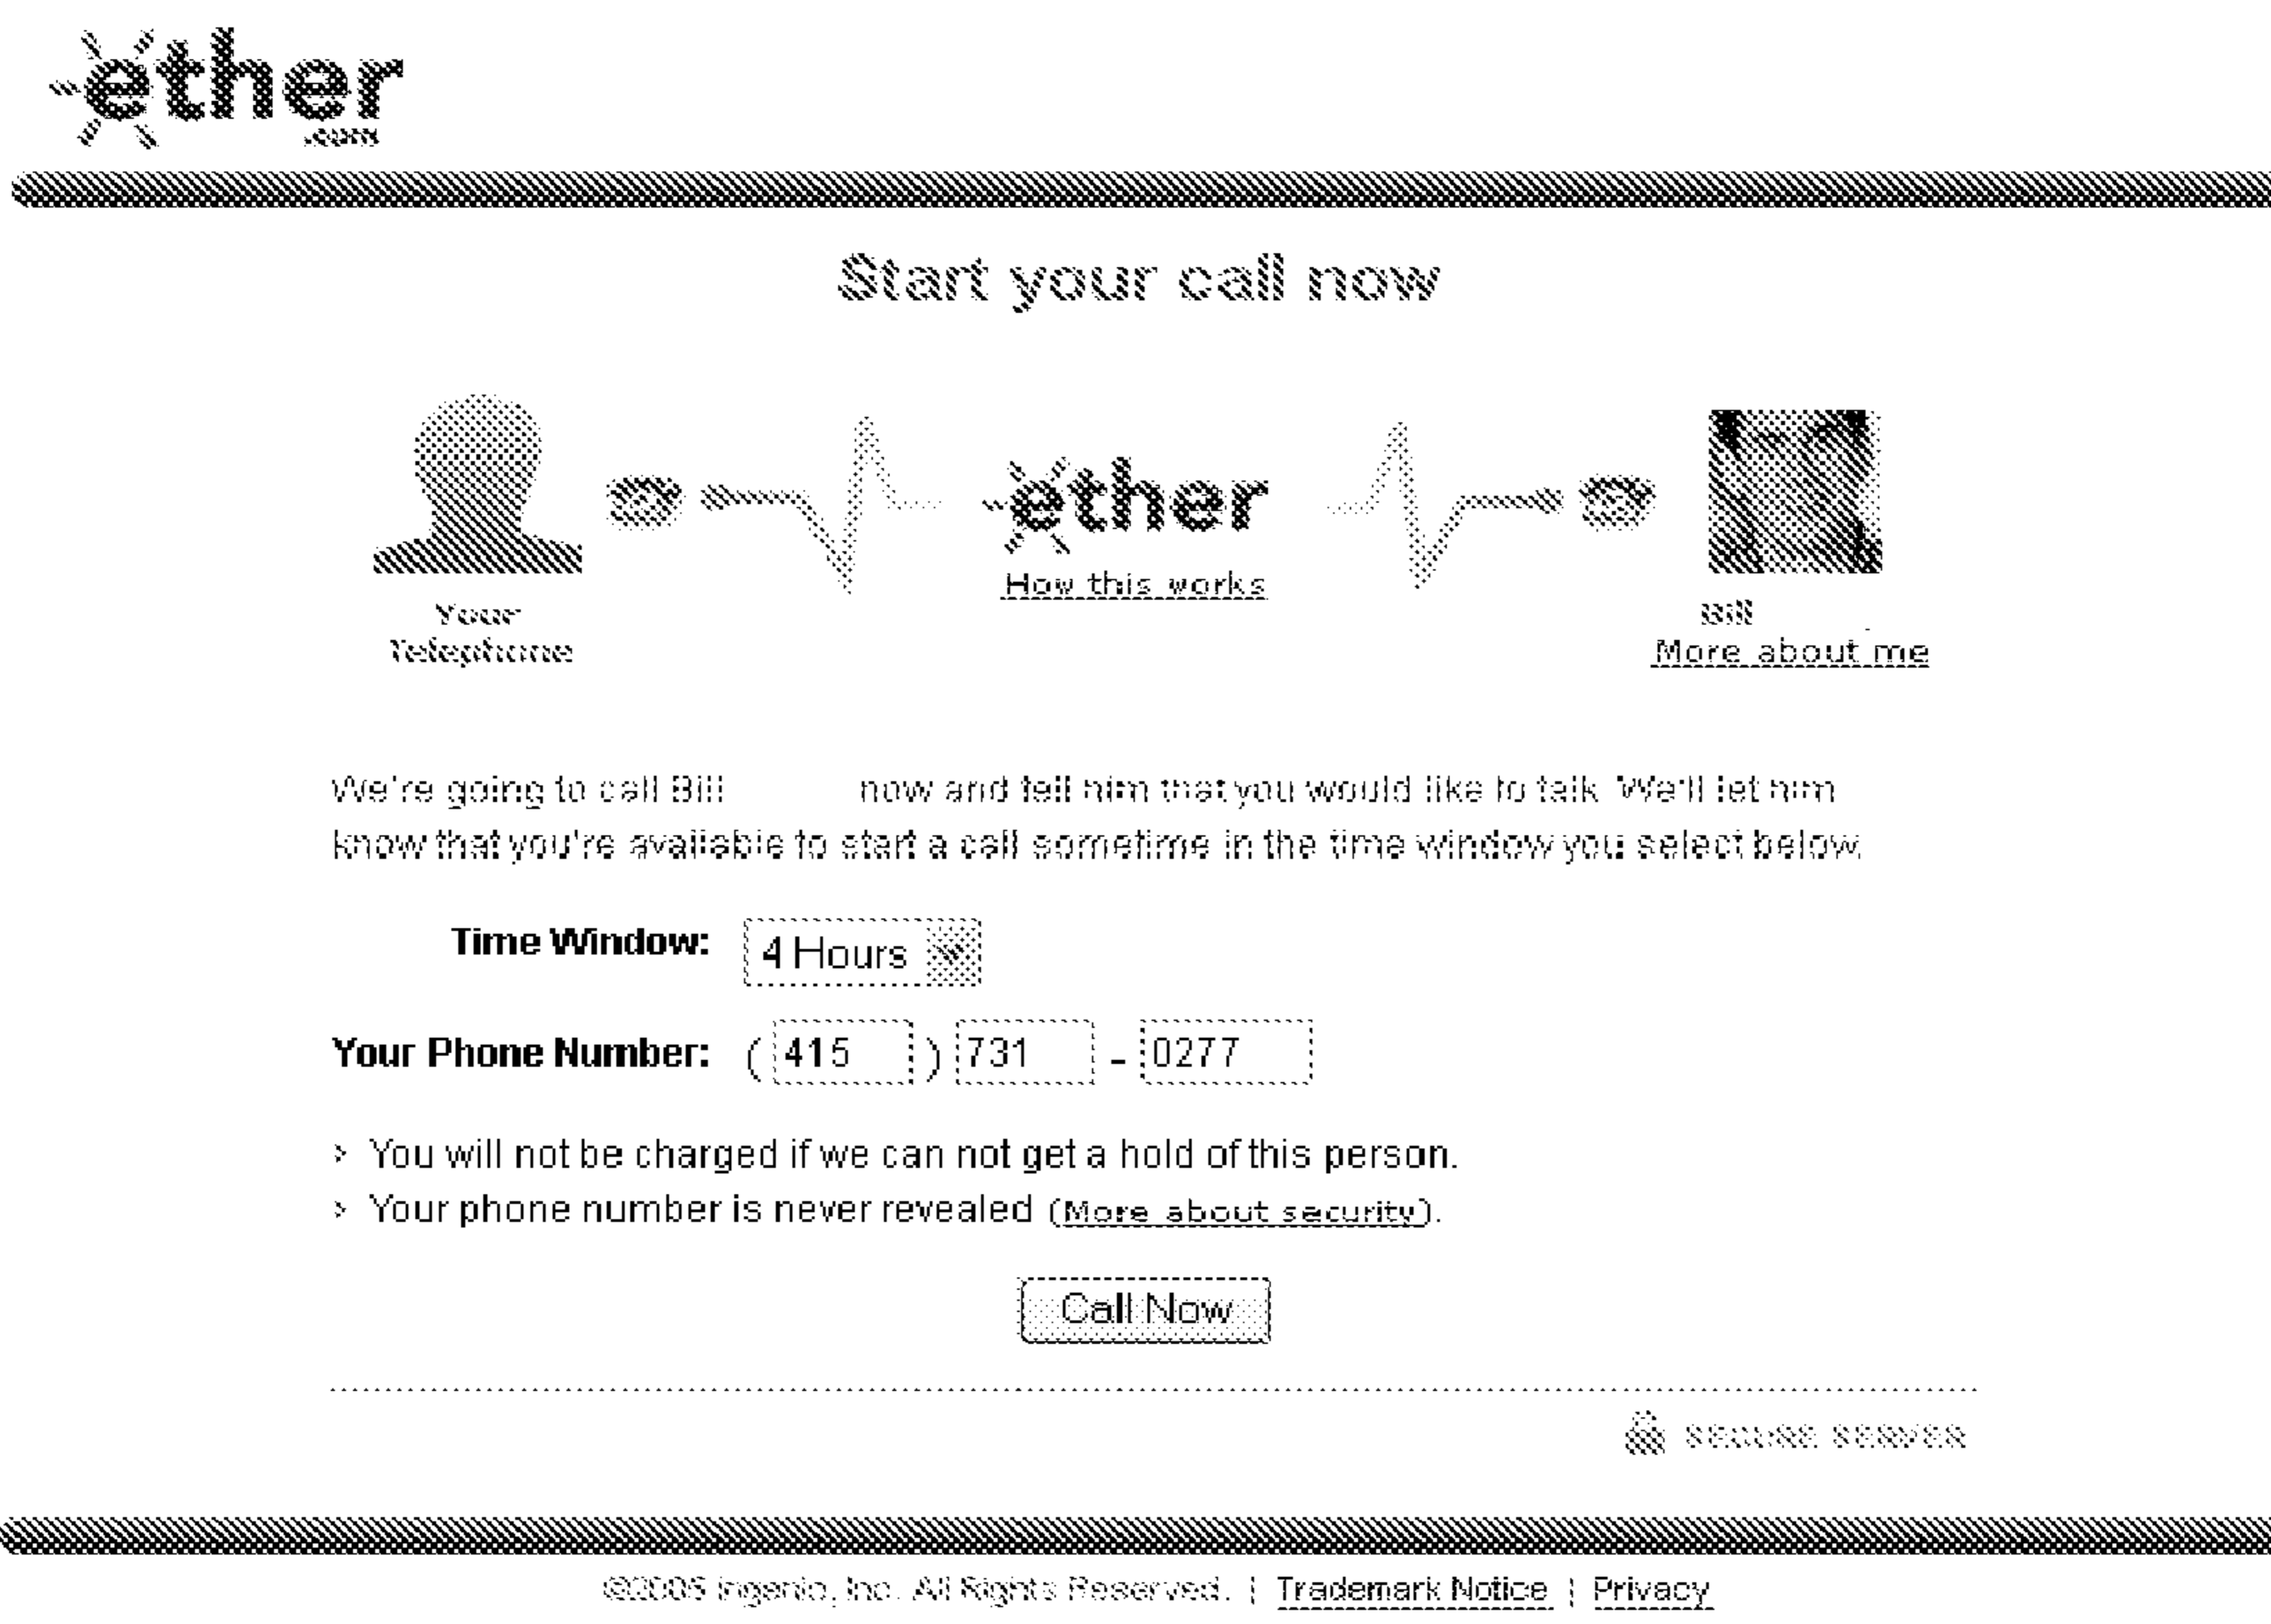 ether
.com
Start your call now
ether
How this works
Your
Telephone
Bill
More about me
We're going to call Bill now and tell him that you would like to talk. We'll let him
know that you're available to start a call sometime in the time window you select below.
Time Window: 4 Hours
Your Phone Number: ( 415 ) 731 - 0277
> You will not be charged if we can not get a hold of this person.
> Your phone number is never revealed (More about security).
Call Now
SECURE SERVER
Ingenio, Inc. All Rights Reserved. | Trademark Notice | Privacy